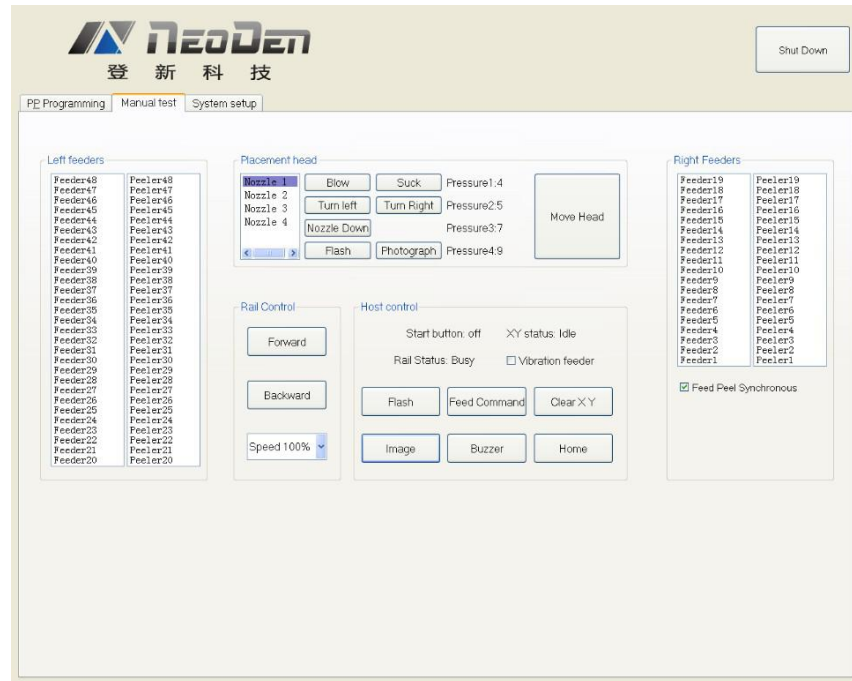 NEODEN
登新科技
Shut Down
PP Programming
Manual test
System setup
Left feeders
Feeder48 Peeler48
Feeder47 Peeler47
Feeder46 Peeler46
Feeder45 Peeler45
Feeder44 Peeler44
Feeder43 Peeler43
Feeder42 Peeler42
Feeder41 Peeler41
Feeder40 Peeler40
Feeder39 Peeler39
Feeder38 Peeler38
Feeder37 Peeler37
Feeder36 Peeler36
Feeder35 Peeler35
Feeder34 Peeler34
Feeder33 Peeler33
Feeder32 Peeler32
Feeder31 Peeler31
Feeder30 Peeler30
Feeder29 Peeler29
Feeder28 Peeler28
Feeder27 Peeler27
Feeder26 Peeler26
Feeder25 Peeler25
Feeder24 Peeler24
Feeder23 Peeler23
Feeder22 Peeler22
Feeder21 Peeler21
Feeder20 Peeler20
Placement head
Nozzle 1
Nozzle 2
Nozzle 3
Nozzle 4
Blow Suck Pressure1:4
Turn left Turn Right Pressure2:5
Nozzle Down Pressure3:7
Flash Photograph Pressure4:9
Move Head
Rail Control
Forward
Backward
Speed 100%
Host control
Start button: off XY status: Idle
Rail Status: Busy Vibration feeder
Flash Feed Command Clear X Y
Image Buzzer Home
Right Feeders
Feeder19 Peeler19
Feeder18 Peeler18
Feeder17 Peeler17
Feeder16 Peeler16
Feeder15 Peeler15
Feeder14 Peeler14
Feeder13 Peeler13
Feeder12 Peeler12
Feeder11 Peeler11
Feeder10 Peeler10
Feeder9 Peeler9
Feeder8 Peeler8
Feeder7 Peeler7
Feeder6 Peeler6
Feeder5 Peeler5
Feeder4 Peeler4
Feeder3 Peeler3
Feeder2 Peeler2
Feeder1 Peeler1
Feed Peel Synchronous